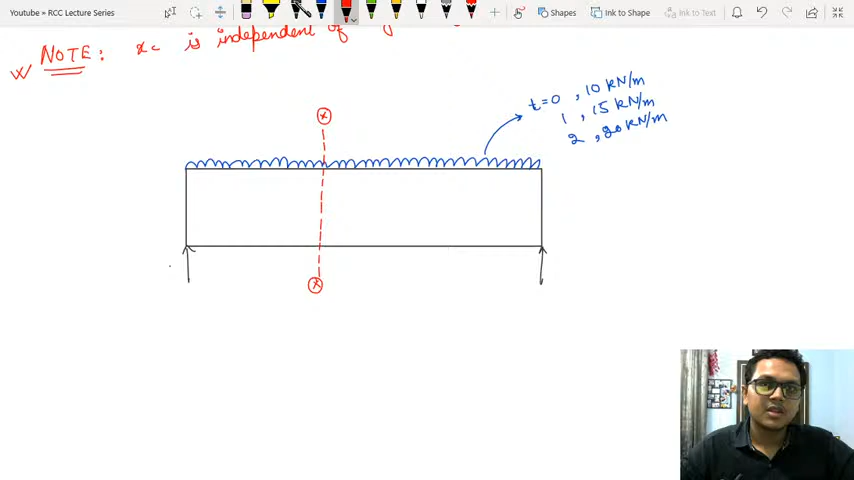 Youtube » RCC Lecture Series
Shapes
Ink to Shape
Ink to Text
NOTE: xc is independent of
t=0, 10 kN/m
1, 15 kN/m
2, 20 kN/m
x
x